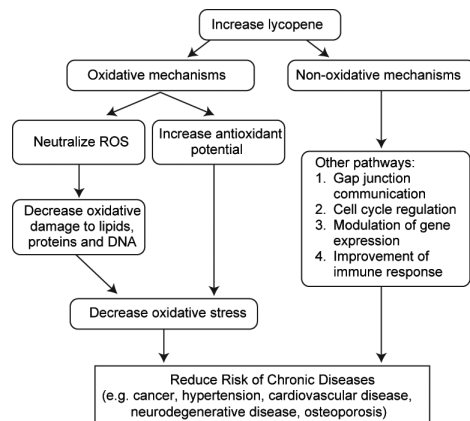 Increase lycopene
Oxidative mechanisms
Non-oxidative mechanisms
Neutralize ROS
Increase antioxidant
potential
Other pathways:
1. Gap junction
communication
2. Cell cycle regulation
3. Modulation of gene
expression
4. Improvement of
immune response
Decrease oxidative
damage to lipids,
proteins and DNA
Decrease oxidative stress
Reduce Risk of Chronic Diseases
(e.g. cancer, hypertension, cardiovascular disease,
neurodegenerative disease, osteoporosis)